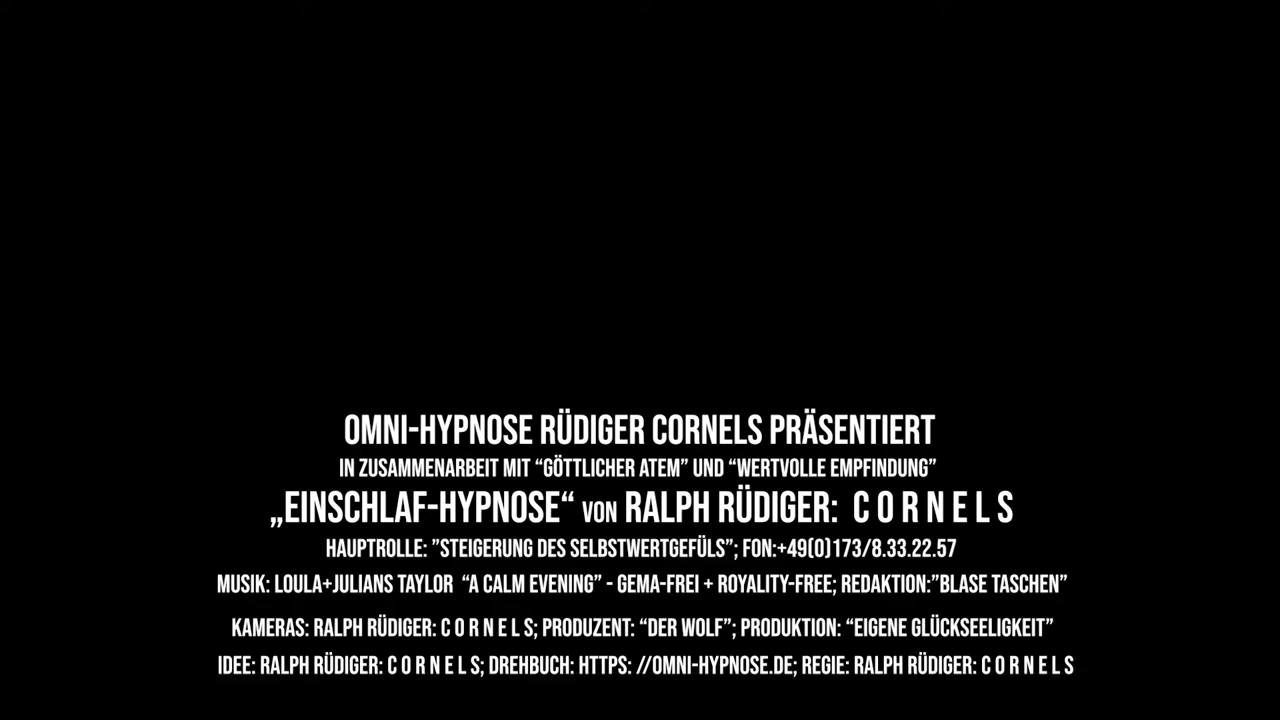 OMNI-HYPNOSE RÜDIGER CORNELS PRÄSENTIERT
IN ZUSAMMENARBEIT MIT “GÖTTLICHER ATEM” UND “WERTVOLLE EMPFINDUNG”
„EINSCHLAF-HYPNOSE“ VON RALPH RÜDIGER: C O R N E L S
HAUPTROLLE: ”STEIGERUNG DES SELBSTWERTGEFÜLS”; FON:+49(0)173/8.33.22.57
MUSIK: LOULA+JULIANS TAYLOR “A CALM EVENING” - GEMA-FREI + ROYALITY-FREE; REDAKTION:”BLASE TASCHEN”
KAMERAS: RALPH RÜDIGER: C O R N E L S; PRODUZENT: “DER WOLF”; PRODUKTION: “EIGENE GLÜCKSEELIGKEIT”
IDEE: RALPH RÜDIGER: C O R N E L S; DREHBUCH: HTTPS: //OMNI-HYPNOSE.DE; REGIE: RALPH RÜDIGER: C O R N E L S